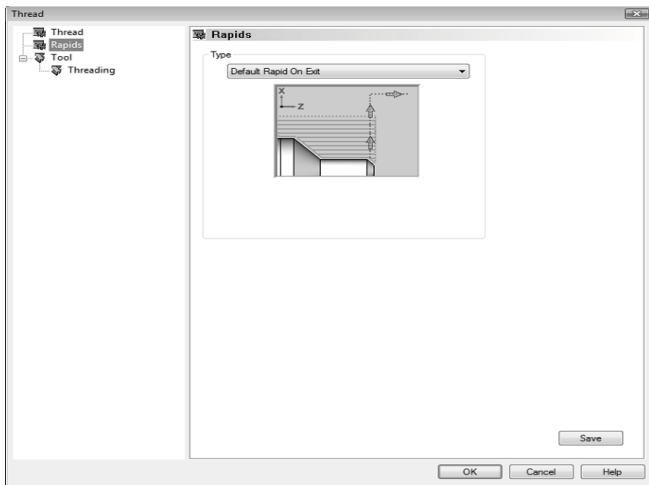 Thread
Thread
Rapids
Tool
Threading
Rapids
Type
Default Rapid On Exit
X
Z
Save
OK
Cancel
Help